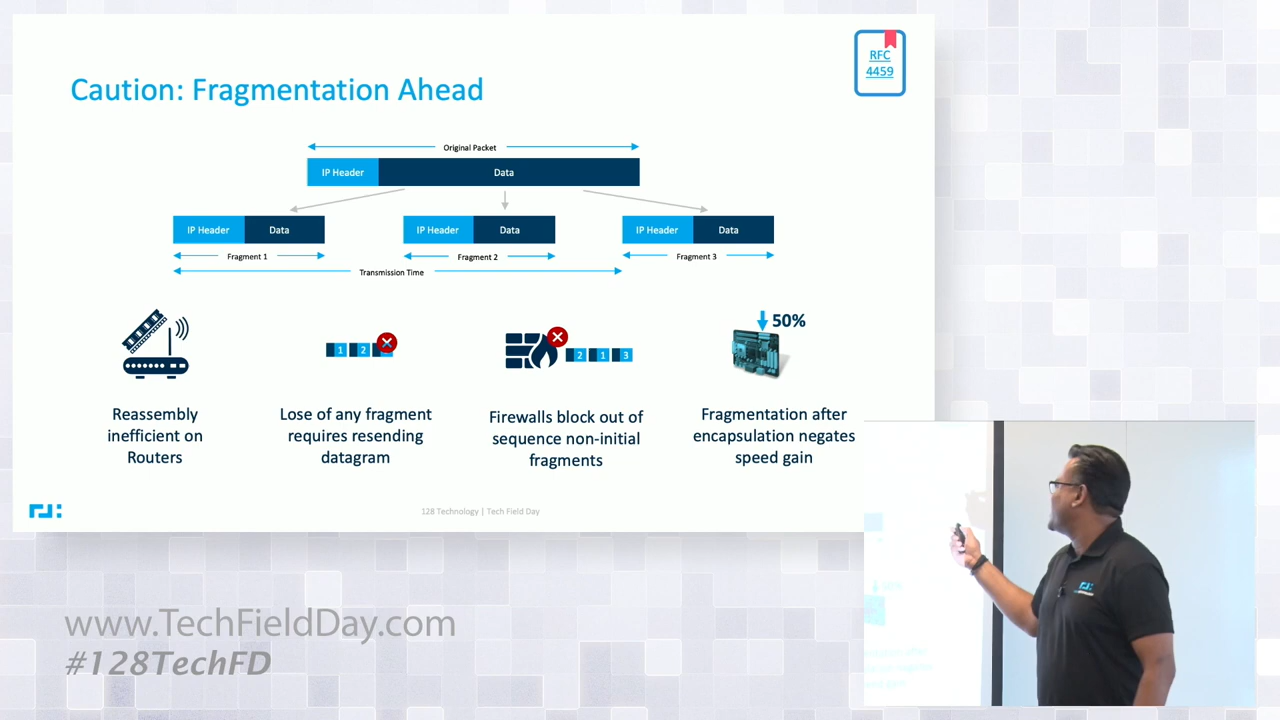 RFC
4459
Caution: Fragmentation Ahead
Original Packet
IP Header
Data
IP Header
Data
IP Header
Data
IP Header
Data
Fragment 1
Fragment 2
Fragment 3
Transmission Time
50%
1 2
2 1 3
Reassembly
inefficient on
Routers
Lose of any fragment
requires resending
datagram
Firewalls block out of
sequence non-initial
fragments
Fragmentation after
encapsulation negates
speed gain
128 Technology | Tech Field Day
www.TechFieldDay.com
#128TechFD